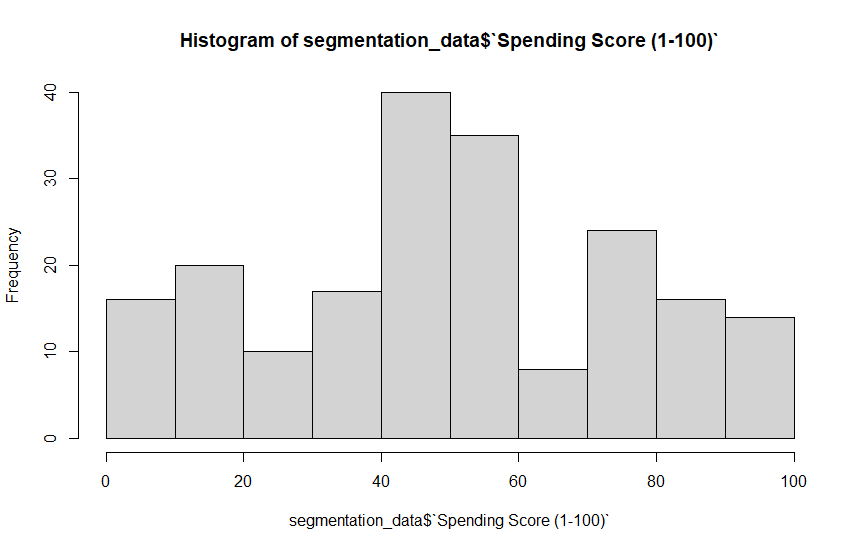 Histogram of segmentation_data$`Spending Score (1-100)`
40
30
20
10
0
Frequency
0 20 40 60 80 100
segmentation_data$`Spending Score (1-100)`